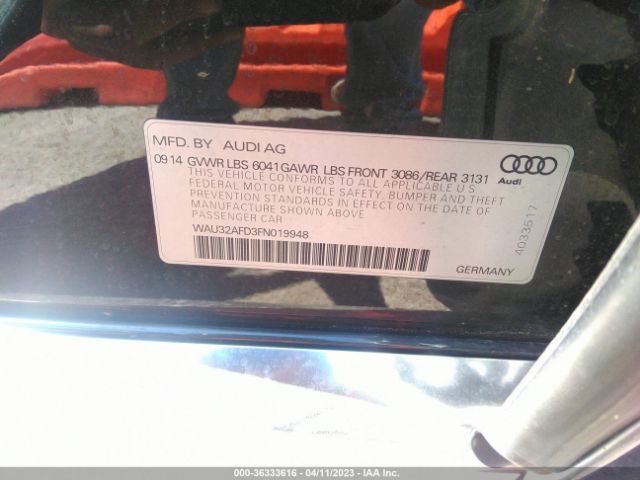 MFD. BY AUDI AG
09 14 GVWR LBS 6041 GAWR LBS FRONT 3086/REAR 3131
THIS VEHICLE CONFORMS TO ALL APPLICABLE U S
FEDERAL MOTOR VEHICLE SAFETY, BUMPER AND THEFT
PREVENTION STANDARDS IN EFFECT ON THE DATE OF
MANUFACTURE SHOWN ABOVE
PASSENGER CAR
WAU32AFD3FN019948
Audi
4033517
GERMANY
000-36333616 - 04/11/2023 - IAA Inc.